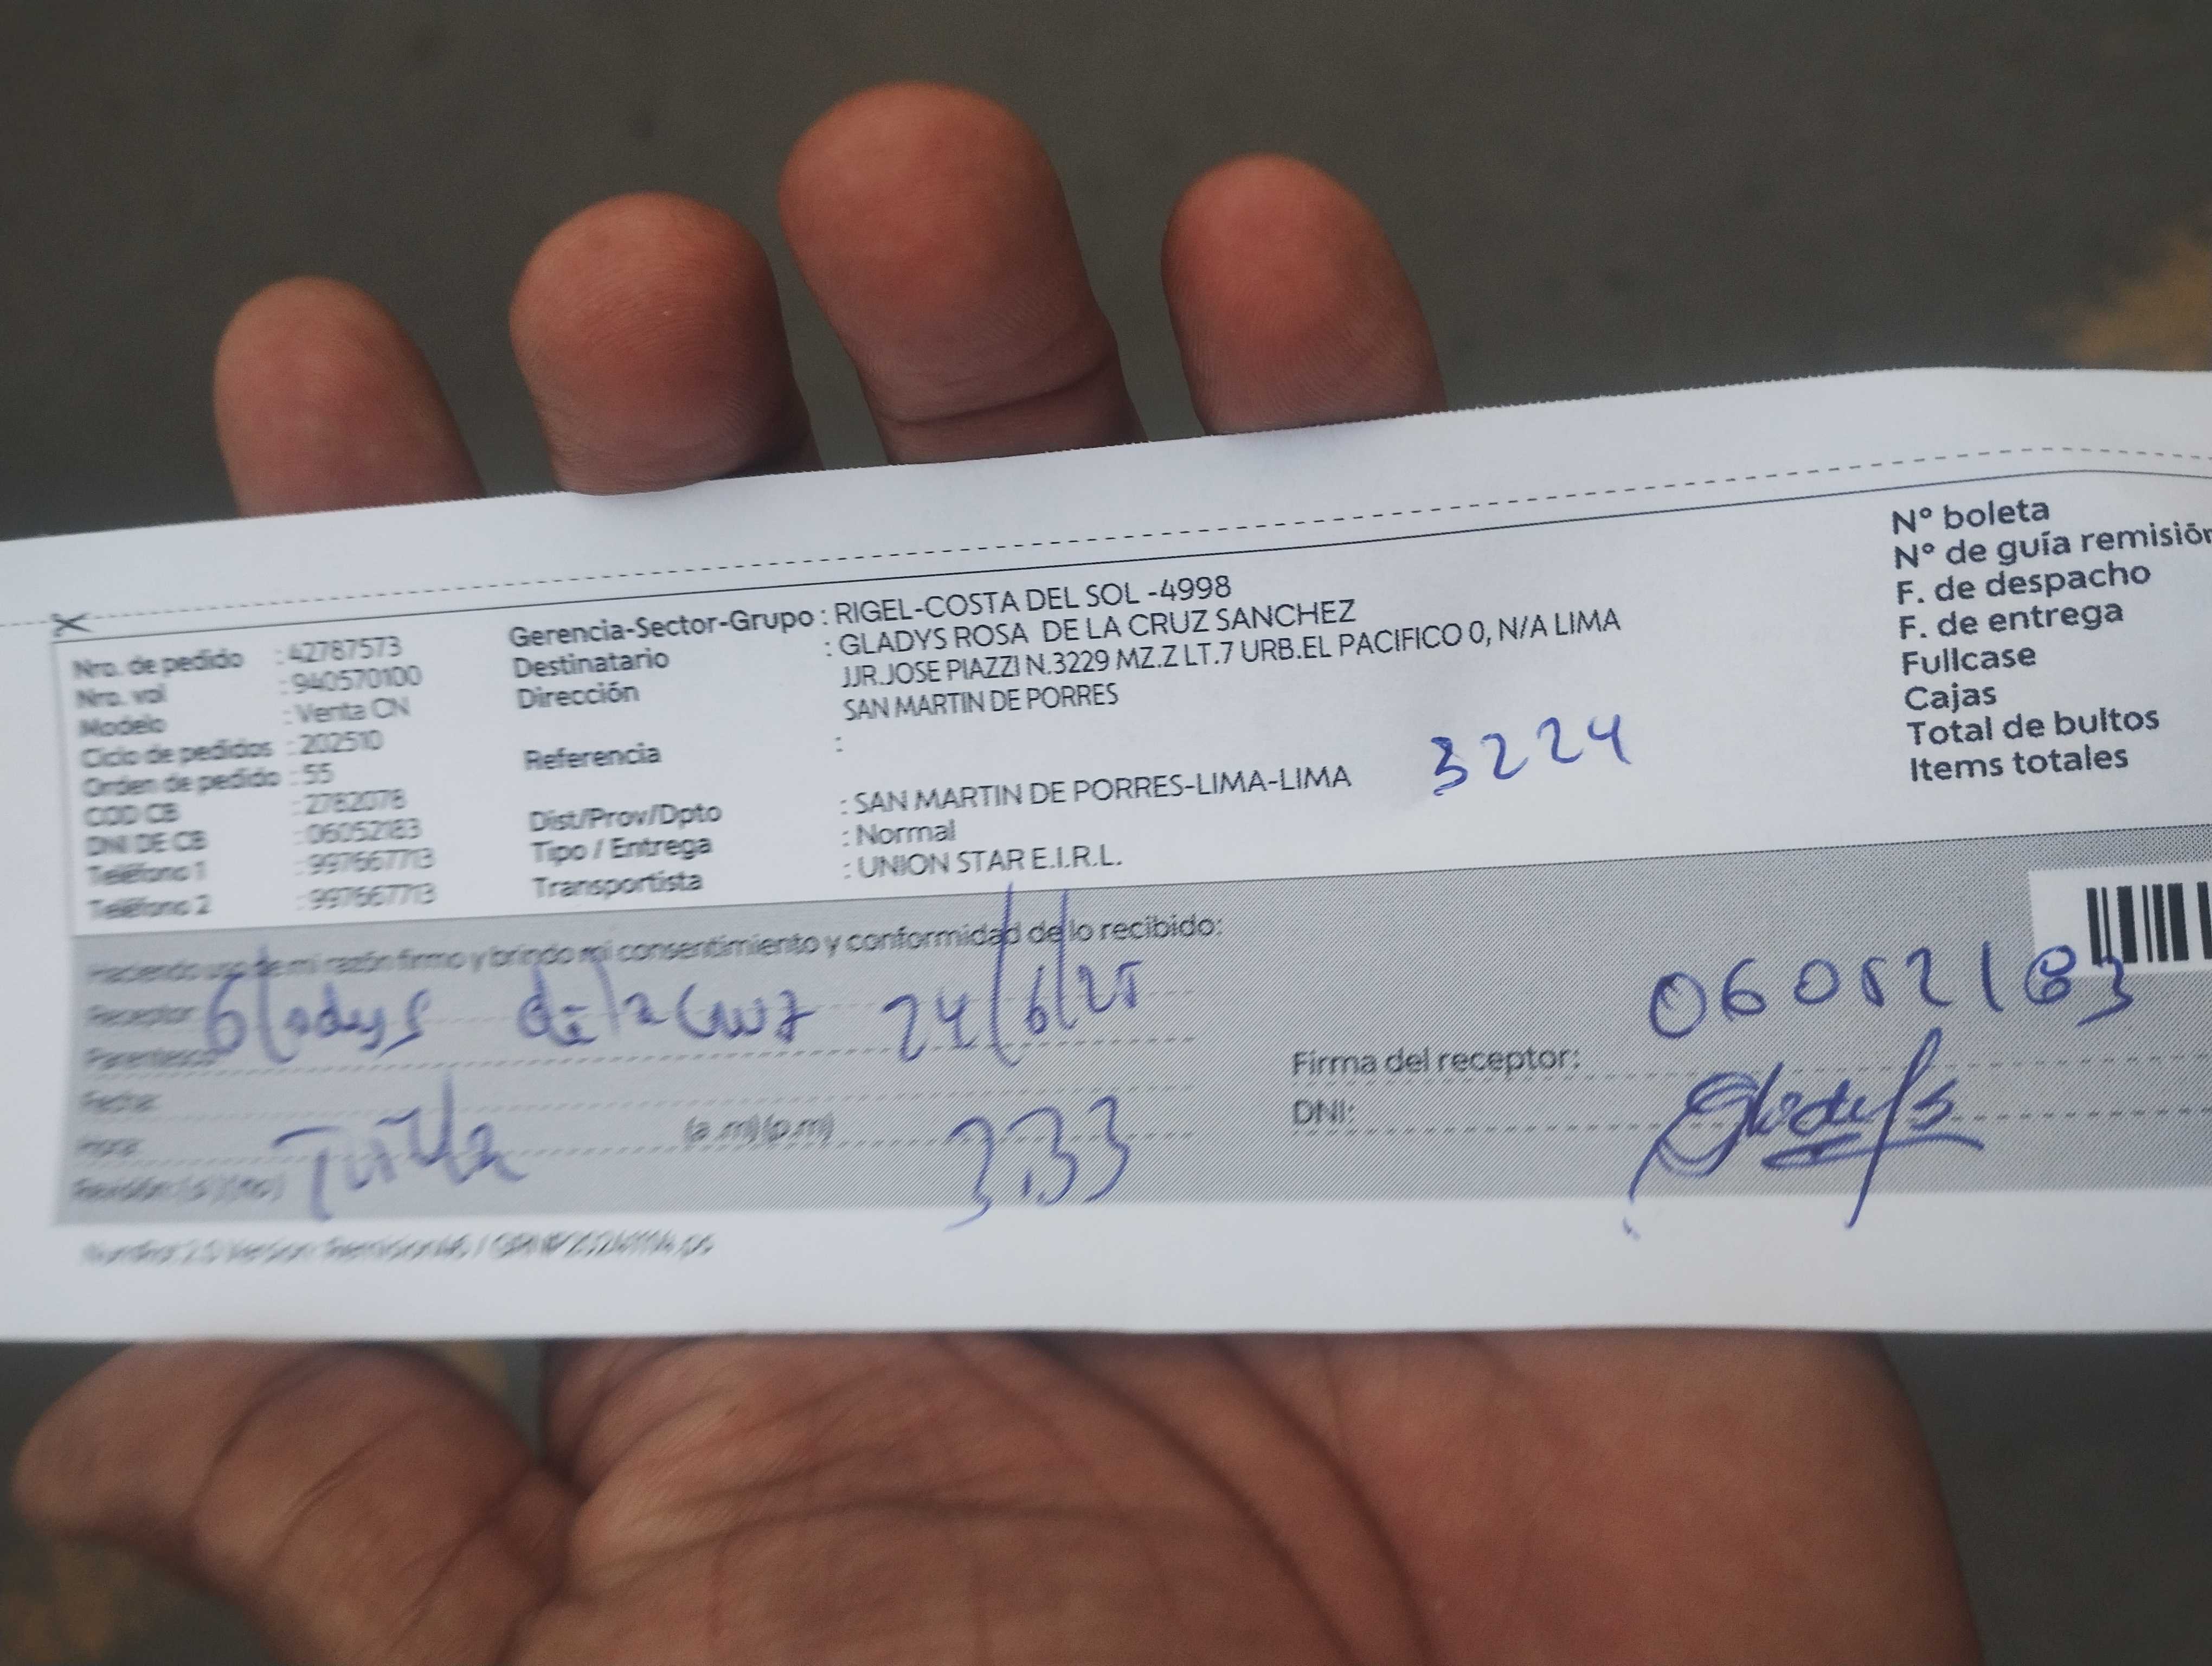 Nro. de pedido : 42787573
Nro. val : 940570100
Modelo : Venta CN
Ciclo de pedidos : 202510
Orden de pedido : 55
COD CB : 2782078
DNI DE CB : 06052183
Teléfono 1 : 997667713
Teléfono 2 : 997667713
Gerencia-Sector-Grupo : RIGEL-COSTA DEL SOL -4998
Destinatario : GLADYS ROSA DE LA CRUZ SANCHEZ
Dirección JJR.JOSE PIAZZI N.3229 MZ.Z LT.7 URB.EL PACIFICO 0, N/A LIMA
SAN MARTIN DE PORRES
Referencia :
3224
Dist/Prov/Dpto : SAN MARTIN DE PORRES-LIMA-LIMA
Tipo / Entrega : Normal
Transportista : UNION STAR E.I.R.L.
N° boleta
N° de guía remisión
F. de despacho
F. de entrega
Fullcase
Cajas
Total de bultos
Items totales
Haciendo uso de mi razón firmo y brindo mi consentimiento y conformidad de lo recibido:
Receptor: Gladys de la Cruz 24/6/25
Parentesco:
Fecha:
Hora: (a.m)(p.m) 3.33
Firma del receptor: 06052183
DNI: Gladys